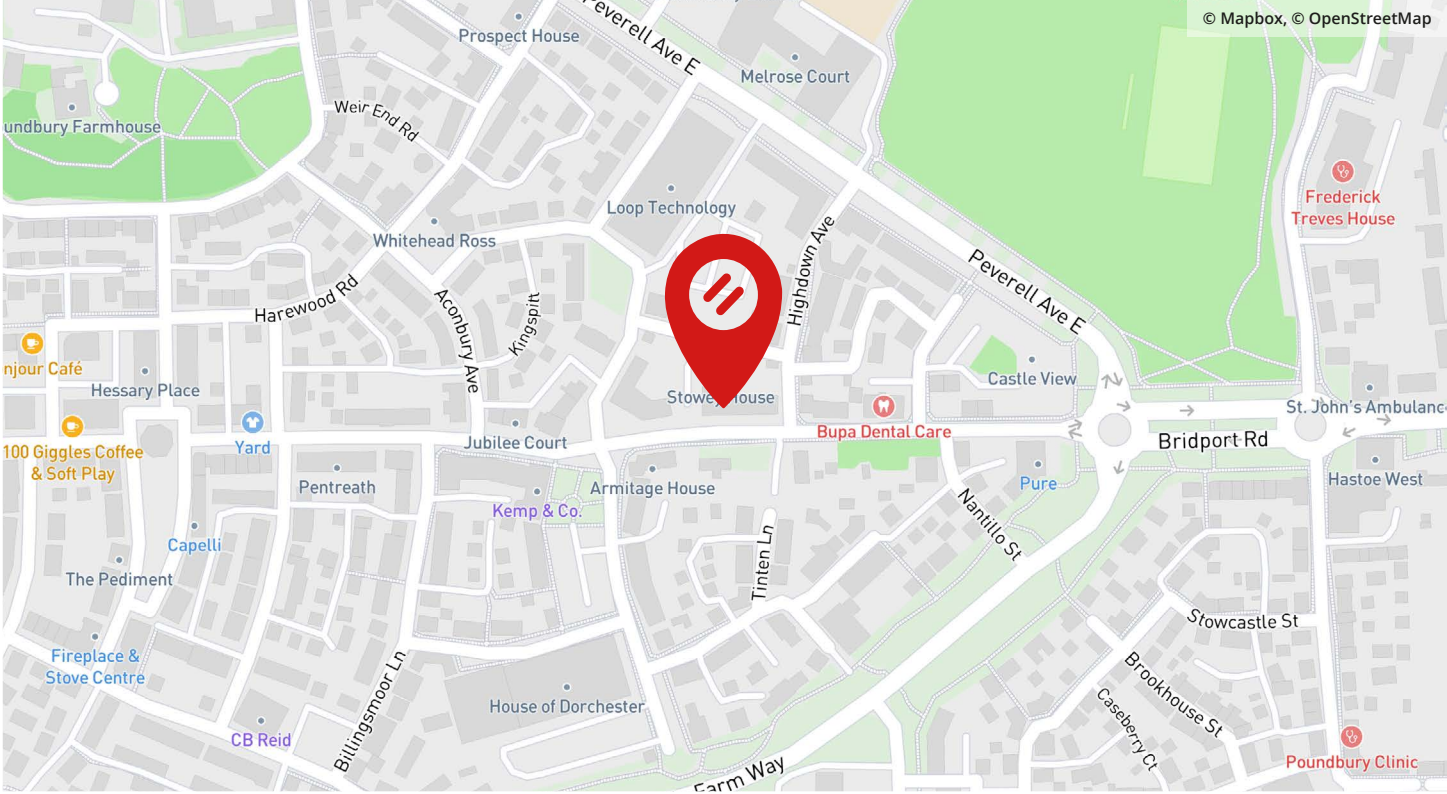 © Mapbox, © OpenStreetMap
Prospect House
Peverell Ave E
Melrose Court
Weir End Rd
undbury Farmhouse
Frederick
Treves House
Loop Technology
Whitehead Ross
Highdown Ave
Peverell Ave E
Harewood Rd
Aconbury Ave
Kingspitt
njour Café
Hessary Place
Castle View
Stowey House
St. John's Ambulanc
100 Giggles Coffee
& Soft Play
Yard
Jubilee Court
Bupa Dental Care
Bridport Rd
Pentreath
Armitage House
Pure
Hastoe West
Kemp & Co.
Nantillo St
Capelli
Tinten Ln
The Pediment
Stowcastle St
Fireplace &
Stove Centre
Billingsmoor Ln
Brookhouse St
Caseberry Ct
House of Dorchester
CB Reid
Farm Way
Poundbury Clinic